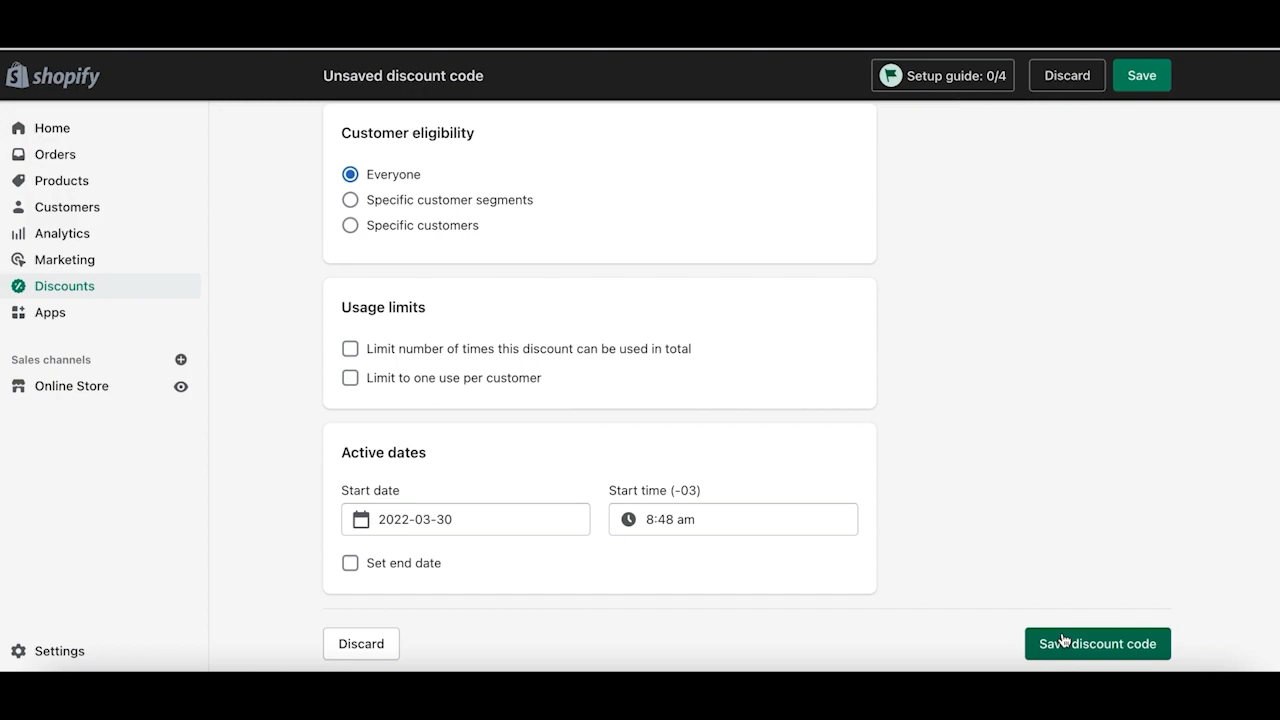 shopify
Unsaved discount code
Setup guide: 0/4
Discard
Save
Home
Orders
Products
Customers
Analytics
Marketing
Discounts
Apps
Sales channels
Online Store
Settings
Customer eligibility
Everyone
Specific customer segments
Specific customers
Usage limits
Limit number of times this discount can be used in total
Limit to one use per customer
Active dates
Start date
Start time (-03)
2022-03-30
8:48 am
Set end date
Discard
Save discount code